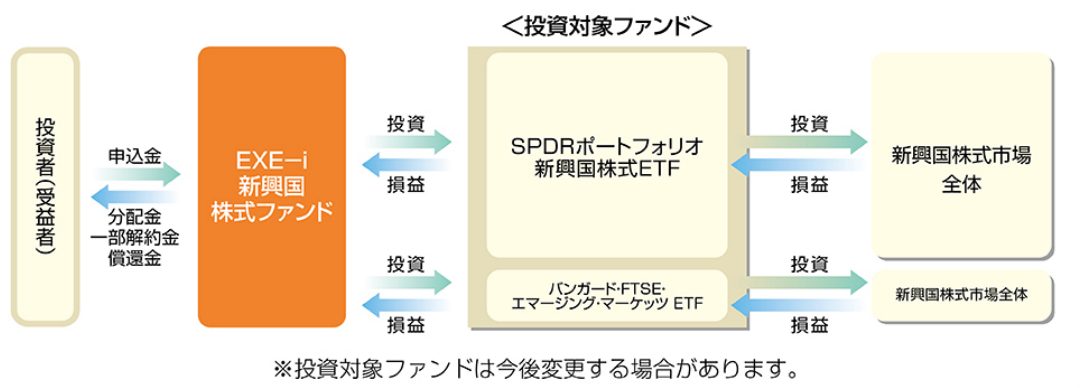 ＜投資対象ファンド＞
投資者（受益者）
申込金
分配金
一部解約金
償還金
EXE－i
新興国
株式ファンド
投資
損益
投資
損益
SPDRポートフォリオ
新興国株式ETF
バンガード・FTSE・
エマージング・マーケッツ ETF
投資
損益
投資
損益
新興国株式市場
全体
新興国株式市場全体
※投資対象ファンドは今後変更する場合があります。